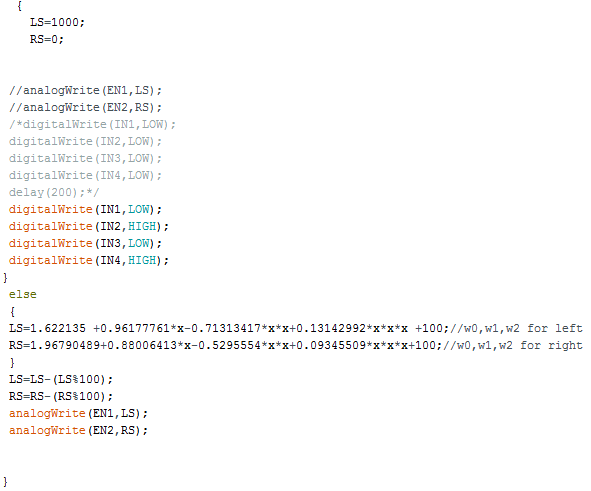 {
LS=1000;
RS=0;
//analogWrite(EN1,LS);
//analogWrite(EN2,RS);
/*digitalWrite(IN1,LOW);
digitalWrite(IN2,LOW);
digitalWrite(IN3,LOW);
digitalWrite(IN4,LOW);
delay(200);*/
digitalWrite(IN1,LOW);
digitalWrite(IN2,HIGH);
digitalWrite(IN3,LOW);
digitalWrite(IN4,HIGH);
}
else
{
LS=1.622135 +0.96177761*x-0.71313417*x*x+0.13142992*x*x*x +100;//w0,w1,w2 for left
RS=1.96790489+0.88006413*x-0.5295554*x*x+0.09345509*x*x*x+100;//w0,w1,w2 for right
}
LS=LS-(LS%100);
RS=RS-(RS%100);
analogWrite(EN1,LS);
analogWrite(EN2,RS);
}